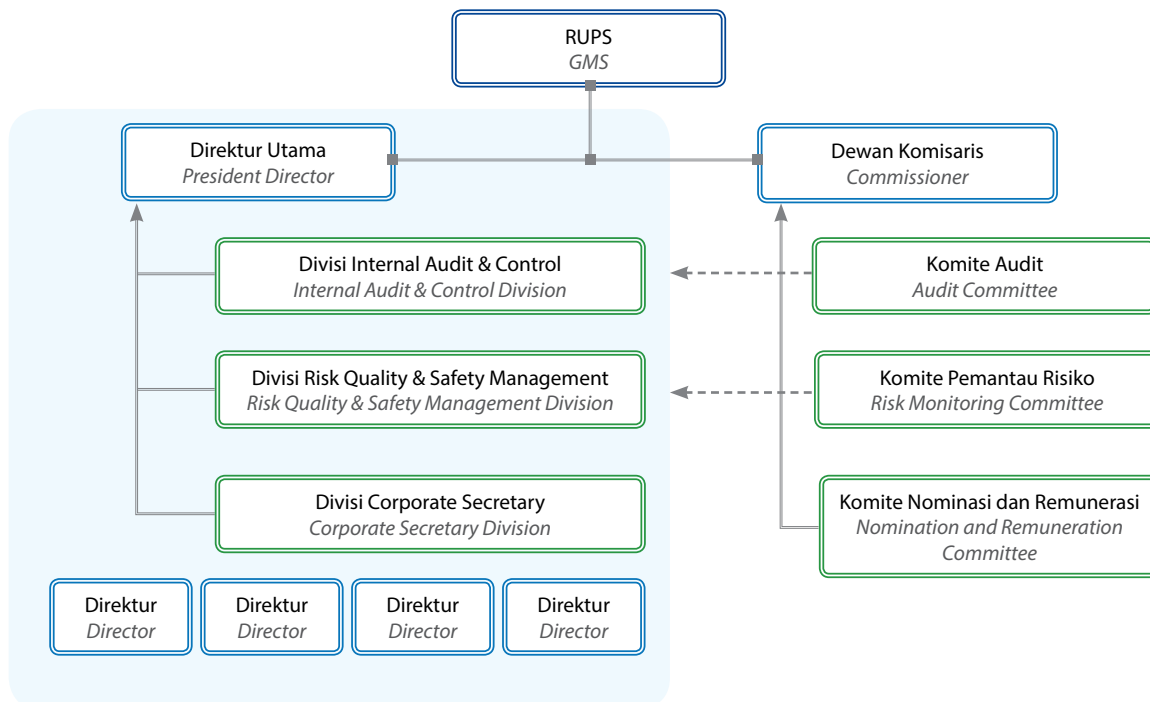 RUPS
GMS
Direktur Utama
President Director
Dewan Komisaris
Commissioner
Divisi Internal Audit & Control
Internal Audit & Control Division
Komite Audit
Audit Committee
Divisi Risk Quality & Safety Management
Risk Quality & Safety Management Division
Komite Pemantau Risiko
Risk Monitoring Committee
Divisi Corporate Secretary
Corporate Secretary Division
Komite Nominasi dan Remunerasi
Nomination and Remuneration
Committee
Direktur
Director
Direktur
Director
Direktur
Director
Direktur
Director